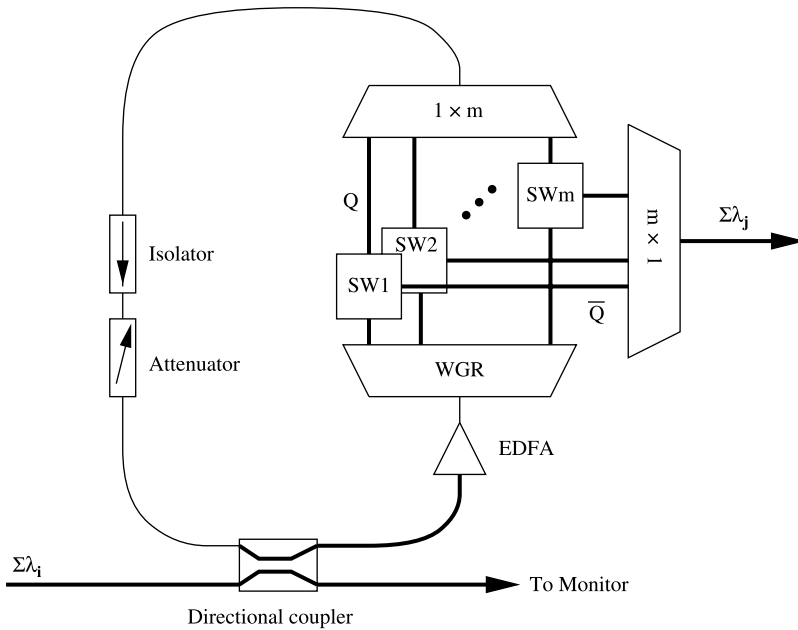 1 × m
Q
SWm
SW2
SW1
m × 1
Σλj
Q̅
Isolator
Attenuator
WGR
EDFA
Σλi
To Monitor
Directional coupler